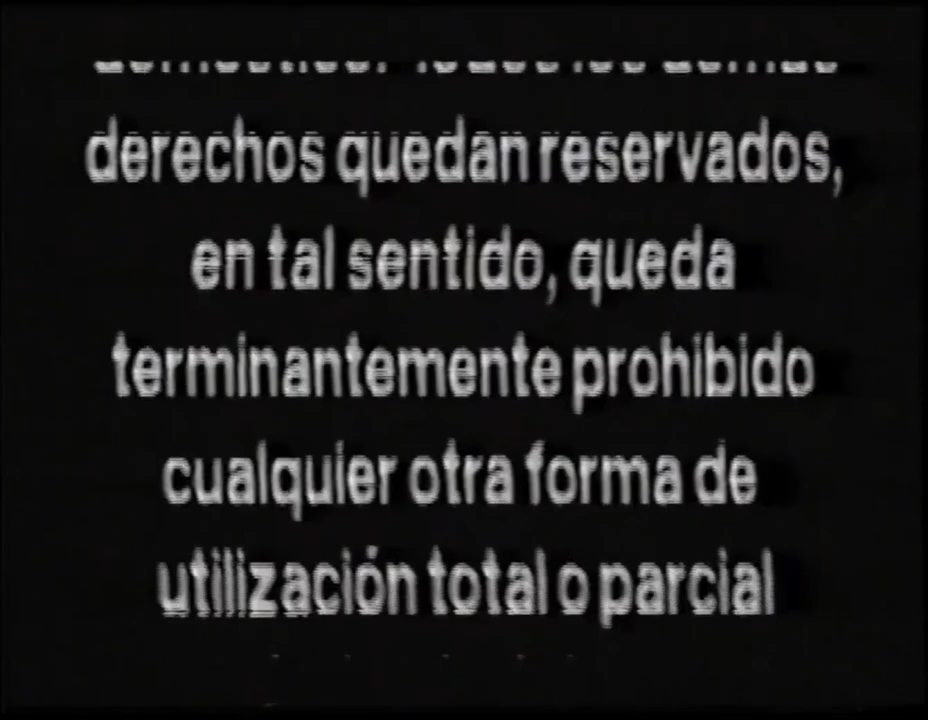 derechos quedan reservados,
en tal sentido, queda
terminantemente prohibido
cualquier otra forma de
utilización total o parcial